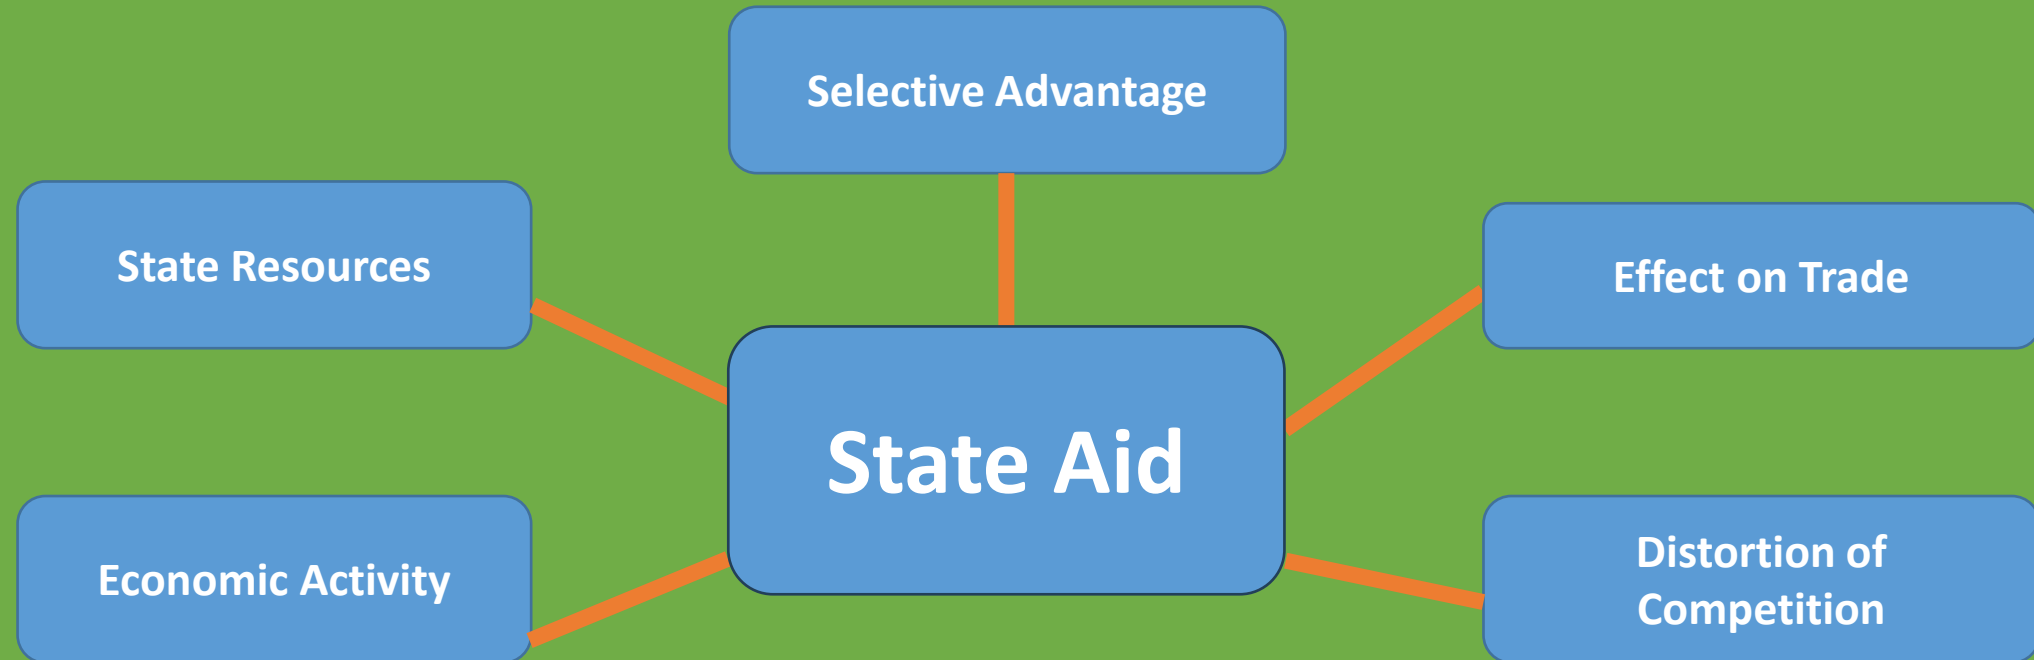 Selective Advantage
State Resources
Effect on Trade
State Aid
Economic Activity
Distortion of
Competition